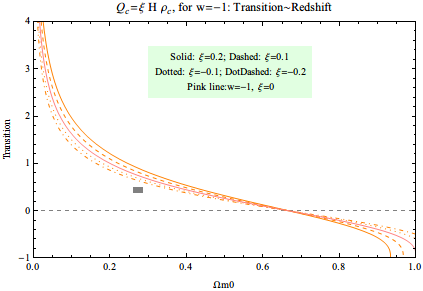 Q_c=ξ H ρ_c, for w=−1: Transition~Redshift
Solid: ξ=0.2; Dashed: ξ=0.1
Dotted: ξ=−0.1; DotDashed: ξ=−0.2
Pink line:w=−1, ξ=0
Transition
4
3
2
1
0
−1
0.0 0.2 0.4 0.6 0.8 1.0
Ωm0